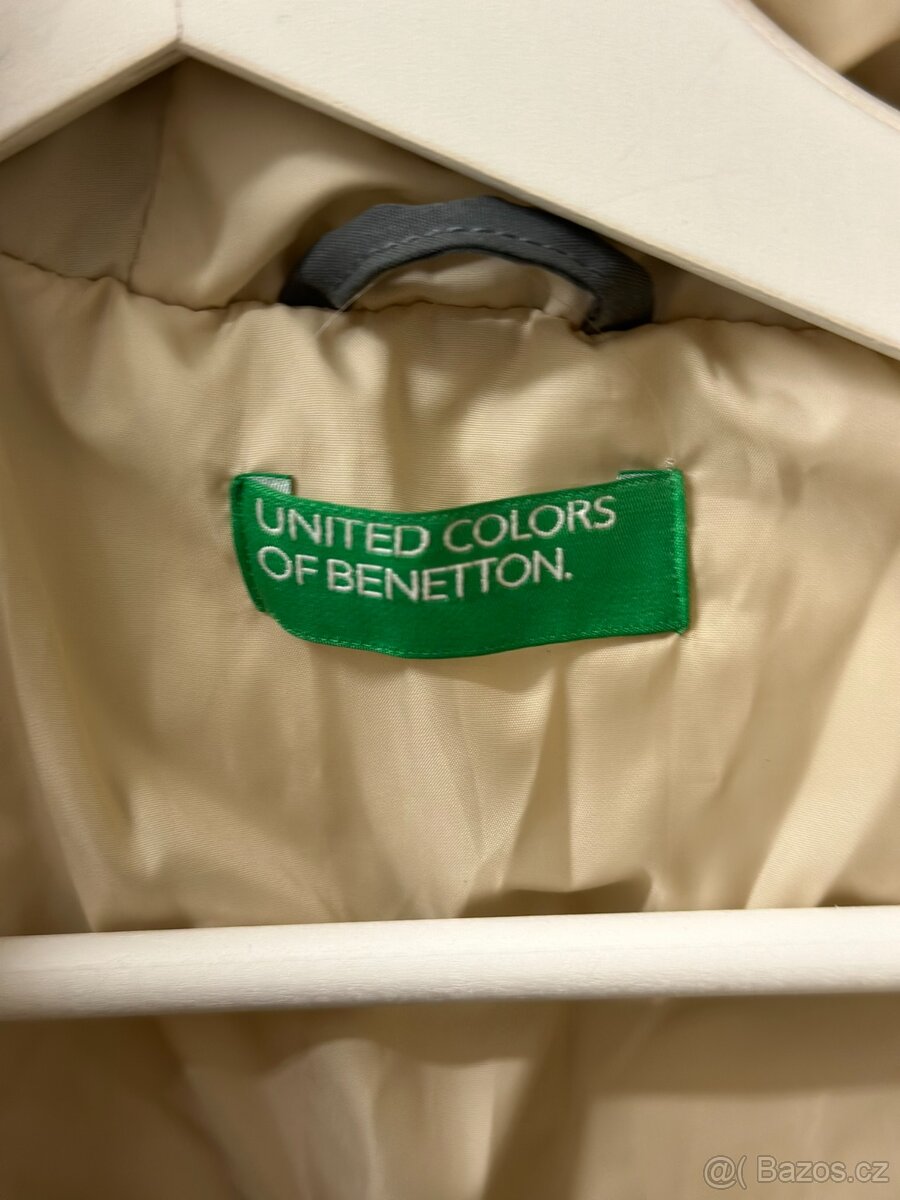 UNITED COLORS
OF BENETTON.
@( Bazos.cz